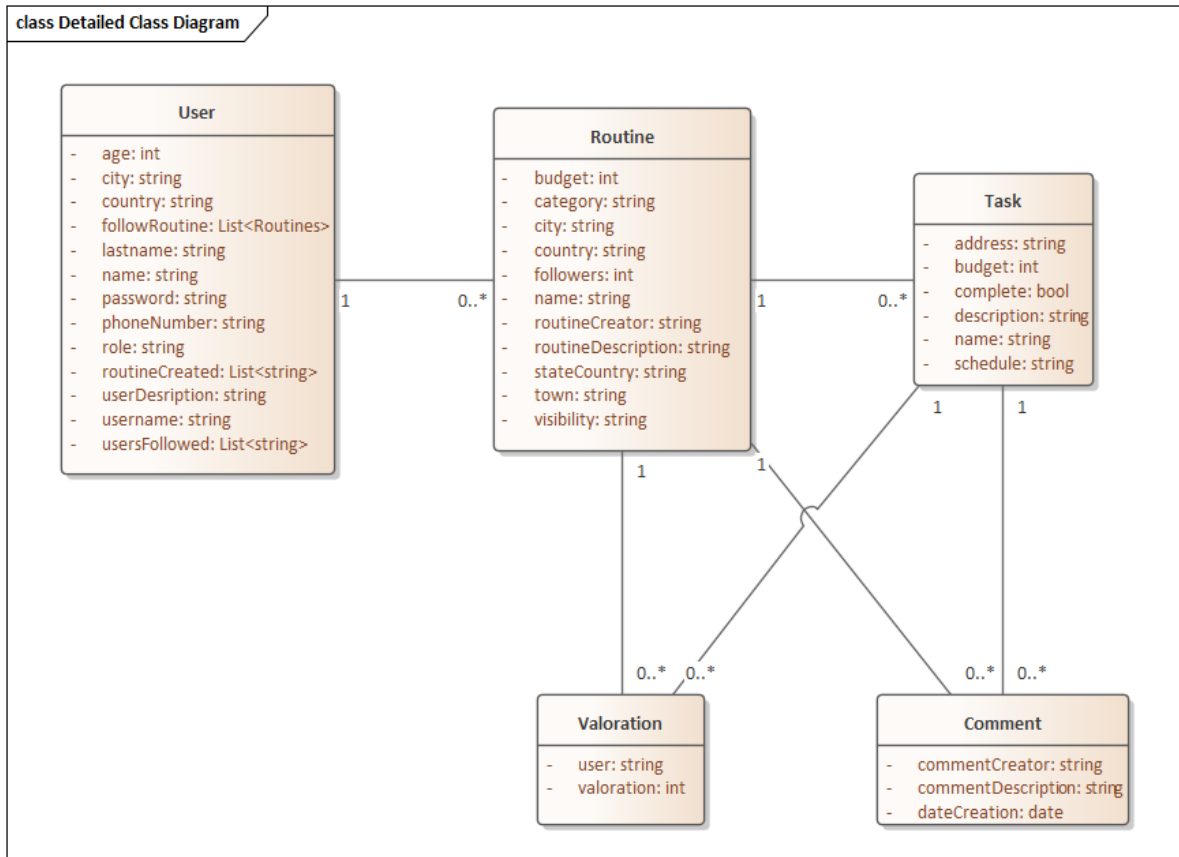 class Detailed Class Diagram
User
- age: int
- city: string
- country: string
- followRoutine: List<Routines>
- lastname: string
- name: string
- password: string
- phoneNumber: string
- role: string
- routineCreated: List<string>
- userDesription: string
- username: string
- usersFollowed: List<string>
1
0..*
Routine
- budget: int
- category: string
- city: string
- country: string
- followers: int
- name: string
- routineCreator: string
- routineDescription: string
- stateCountry: string
- town: string
- visibility: string
1
0..*
Task
- address: string
- budget: int
- complete: bool
- description: string
- name: string
- schedule: string
1
1
1
1
0..*
0..*
0..*
0..*
Valoration
- user: string
- valoration: int
Comment
- commentCreator: string
- commentDescription: string
- dateCreation: date